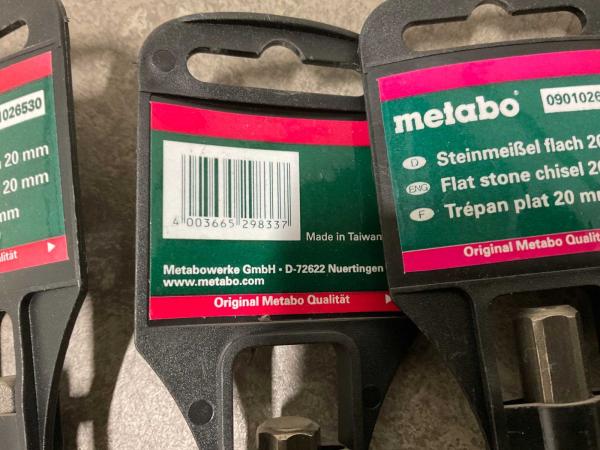 1026530
20 mm
20 mm
mm
lität
4 003665 298337
Made in Taiwan
Metabowerke GmbH • D-72622 Nuertingen
www.metabo.com
Original Metabo Qualität
metabo
0901026
D Steinmeißel flach 20
ENG Flat stone chisel 20
F Trépan plat 20 mm
Original Metabo Qualit